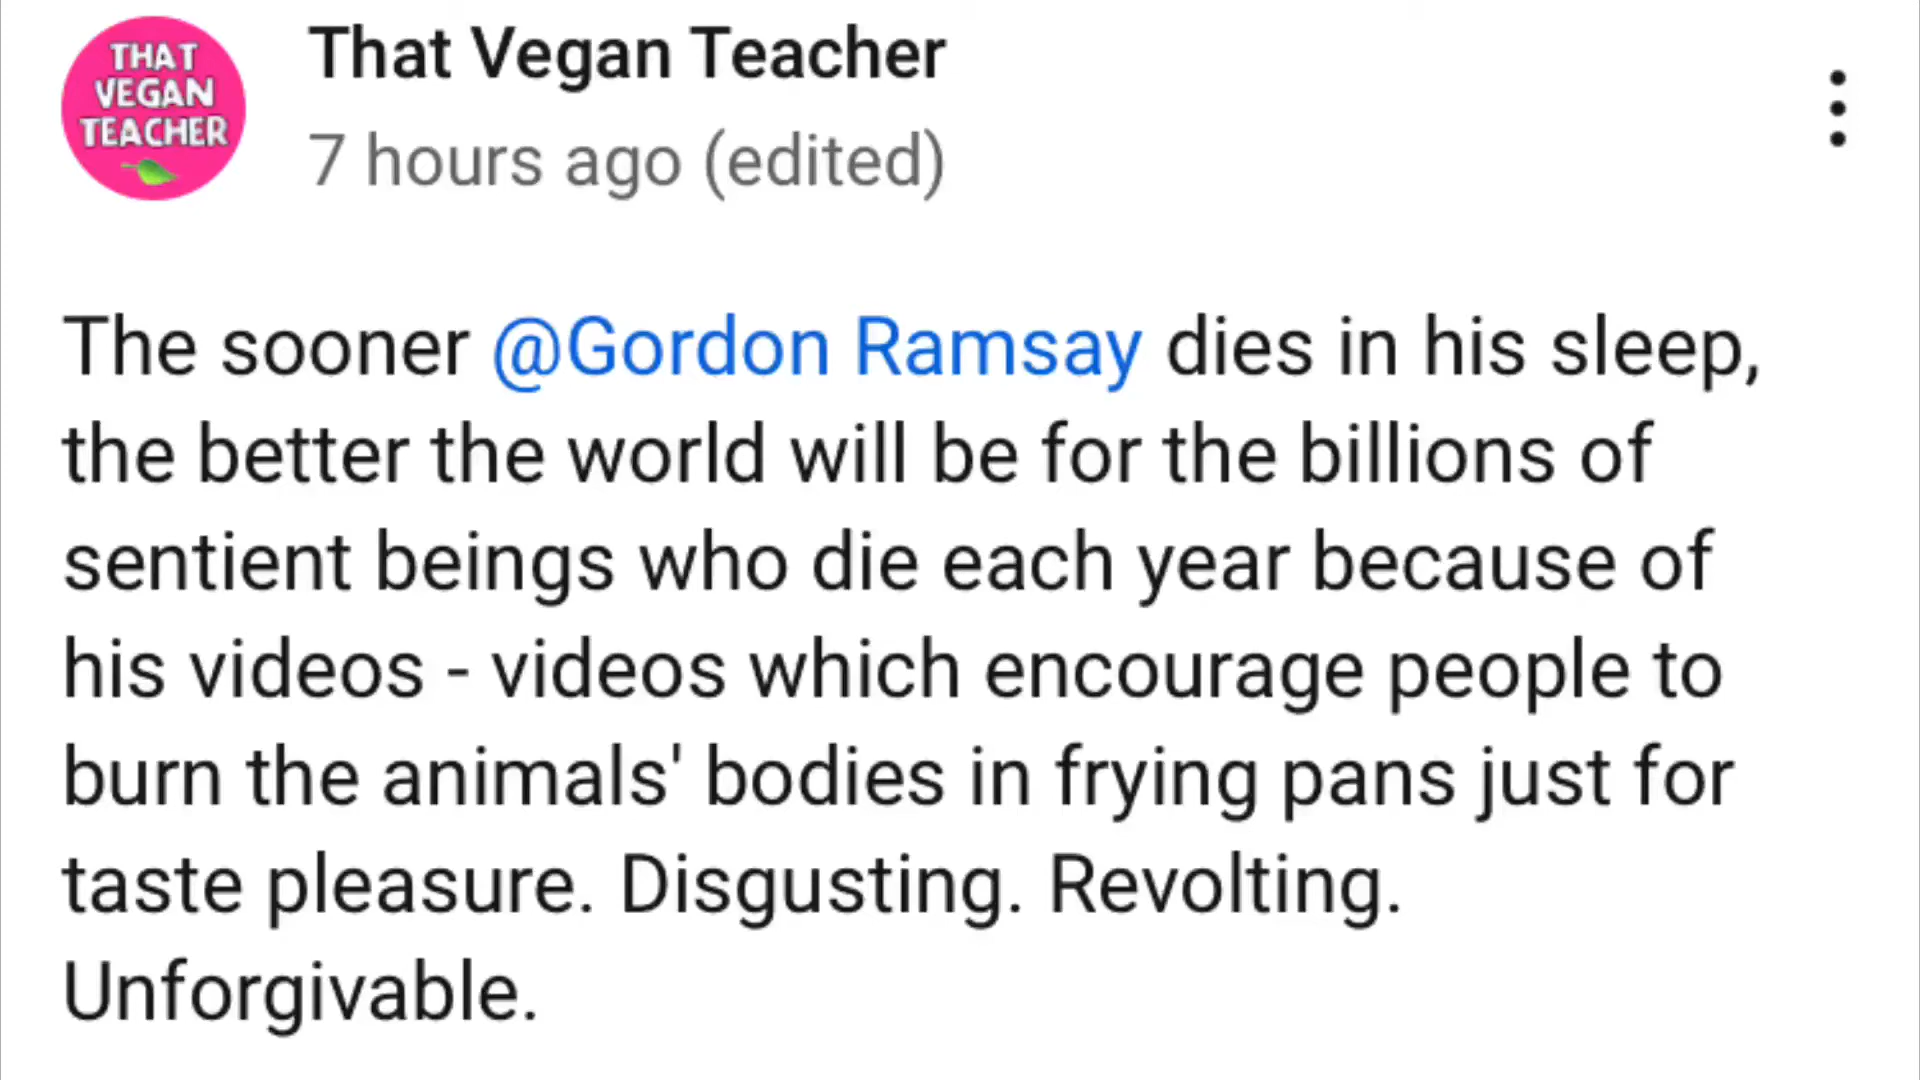 THAT
VEGAN
TEACHER
That Vegan Teacher
7 hours ago (edited)
The sooner @Gordon Ramsay dies in his sleep,
the better the world will be for the billions of
sentient beings who die each year because of
his videos - videos which encourage people to
burn the animals' bodies in frying pans just for
taste pleasure. Disgusting. Revolting.
Unforgivable.